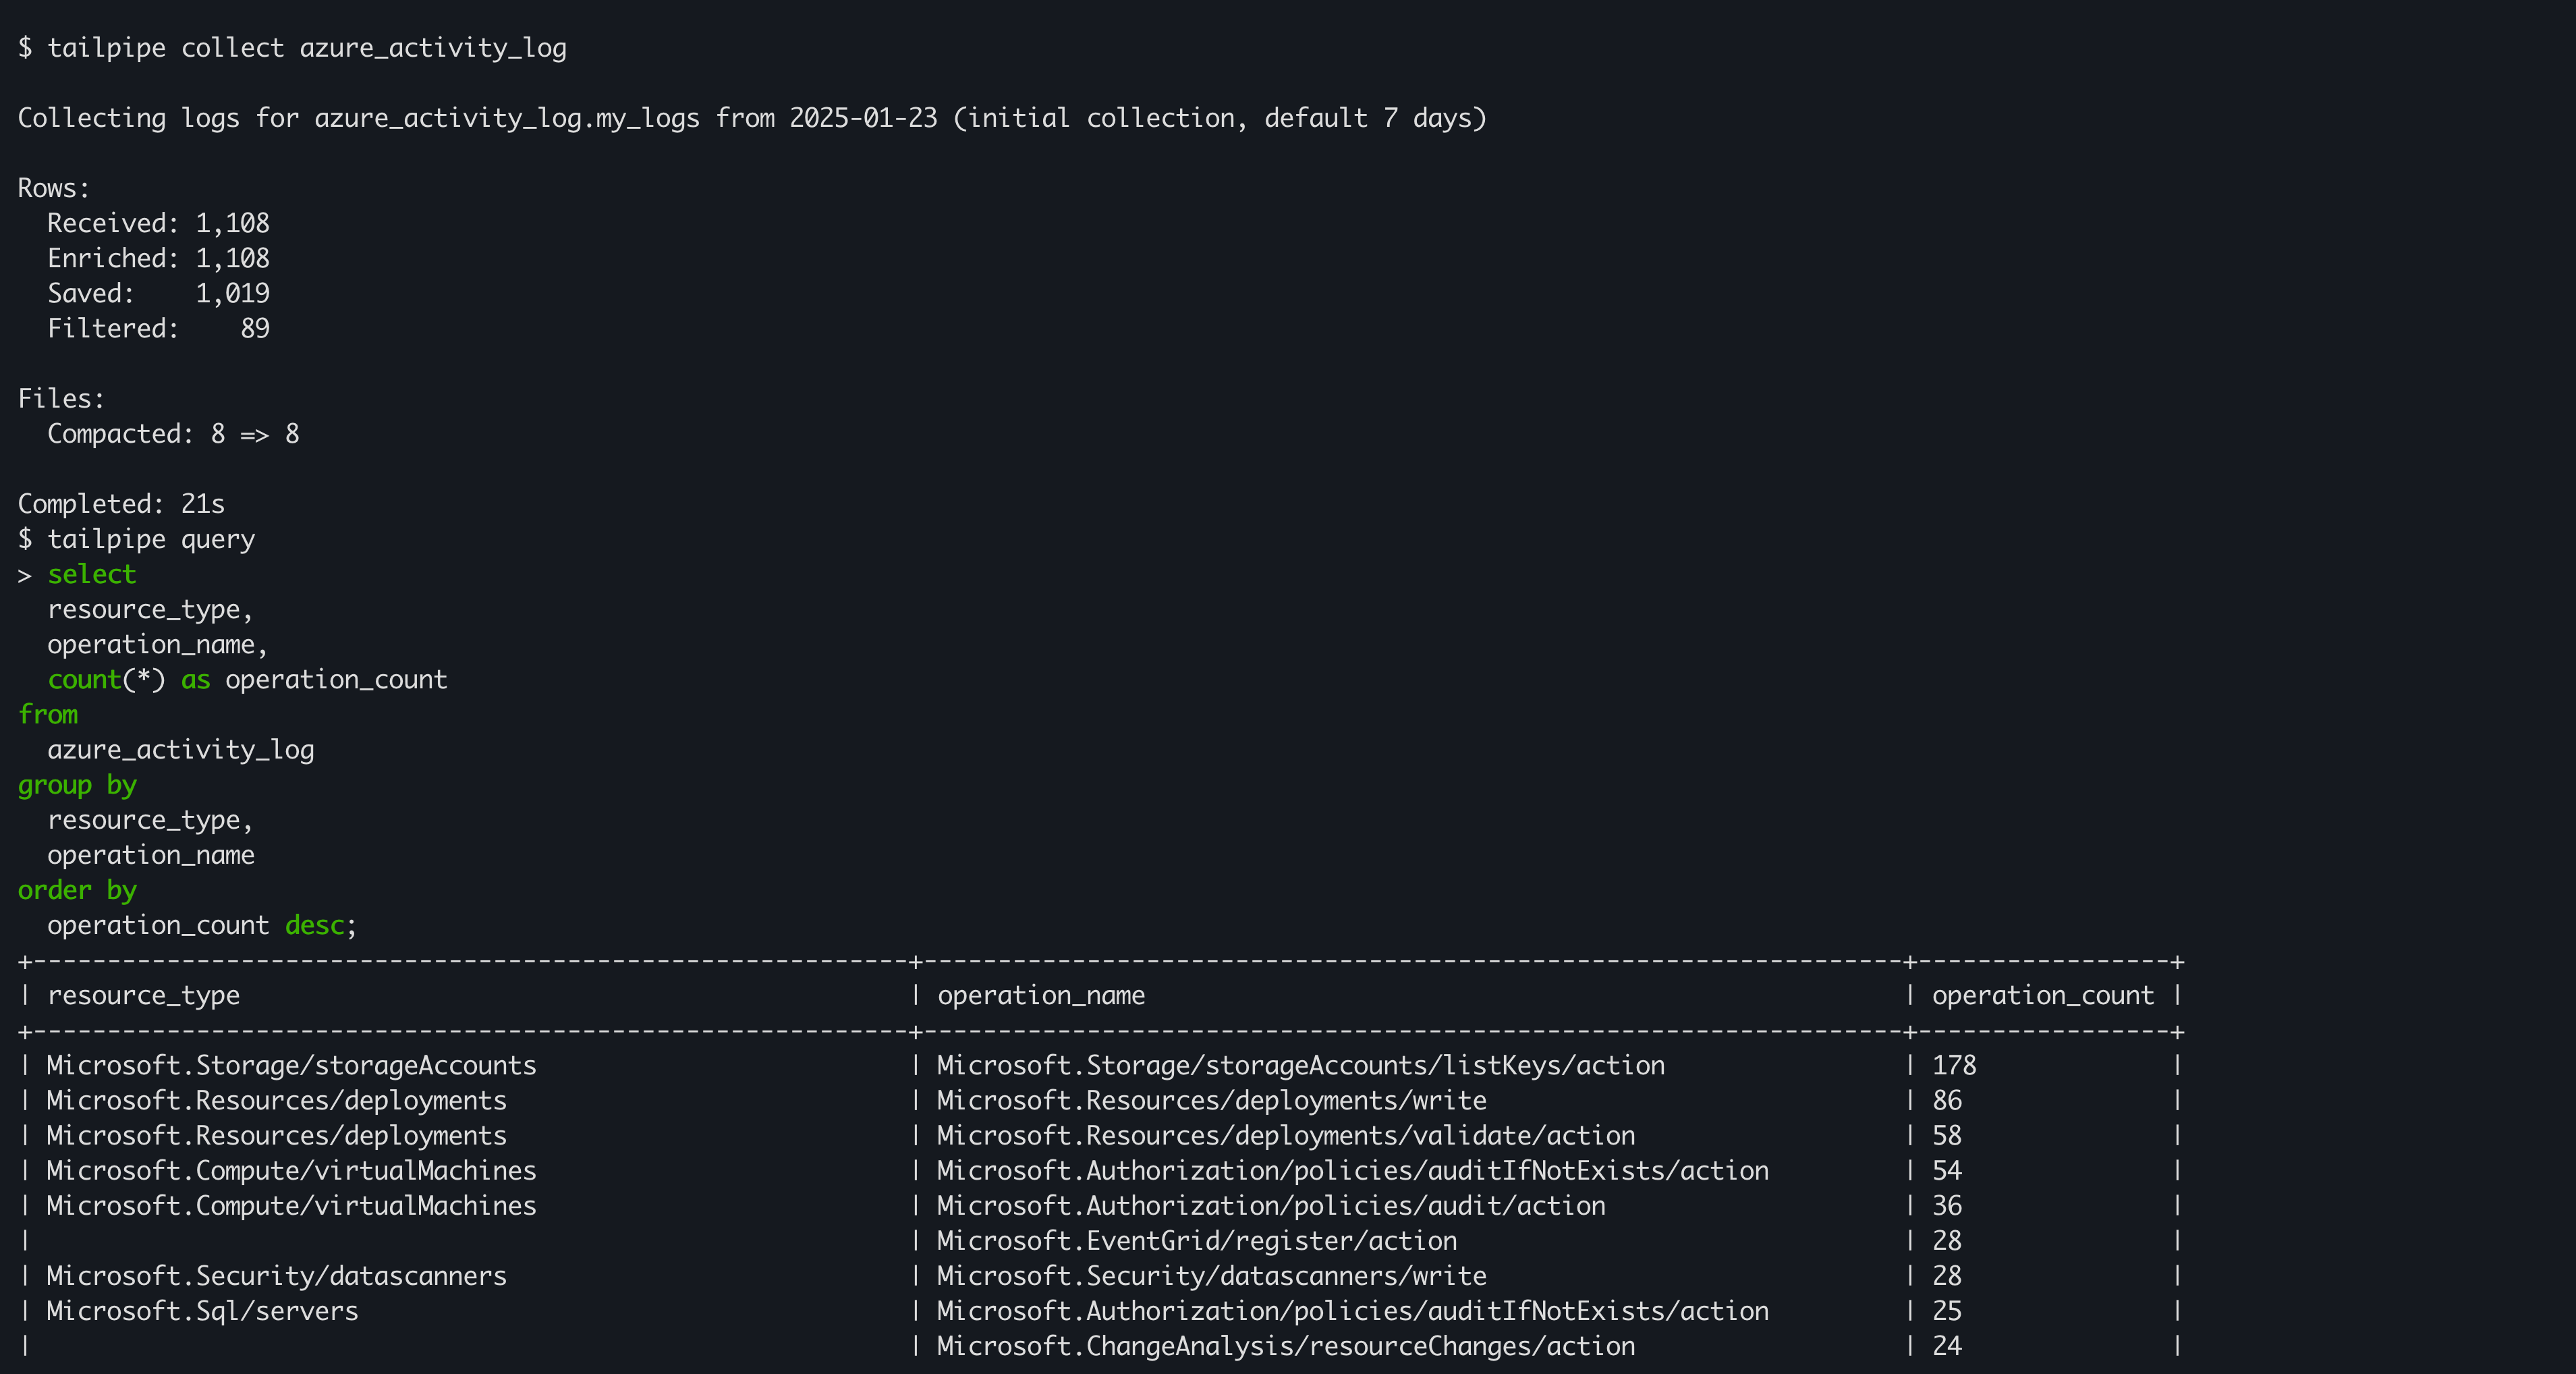 $ tailpipe collect azure_activity_log
Collecting logs for azure_activity_log.my_logs from 2025-01-23 (initial collection, default 7 days)
Rows:
  Received: 1,108
  Enriched: 1,108
  Saved:    1,019
  Filtered:    89
Files:
  Compacted: 8 => 8
Completed: 21s
$ tailpipe query
> select
  resource_type,
  operation_name,
  count(*) as operation_count
from
  azure_activity_log
group by
  resource_type,
  operation_name
order by
  operation_count desc;
+-----------------------------------------------------------+------------------------------------------------------------------+-----------------+
| resource_type                                             | operation_name                                                   | operation_count |
+-----------------------------------------------------------+------------------------------------------------------------------+-----------------+
| Microsoft.Storage/storageAccounts                         | Microsoft.Storage/storageAccounts/listKeys/action                | 178             |
| Microsoft.Resources/deployments                           | Microsoft.Resources/deployments/write                            | 86              |
| Microsoft.Resources/deployments                           | Microsoft.Resources/deployments/validate/action                  | 58              |
| Microsoft.Compute/virtualMachines                         | Microsoft.Authorization/policies/auditIfNotExists/action         | 54              |
| Microsoft.Compute/virtualMachines                         | Microsoft.Authorization/policies/audit/action                    | 36              |
|                                                           | Microsoft.EventGrid/register/action                              | 28              |
| Microsoft.Security/datascanners                           | Microsoft.Security/datascanners/write                            | 28              |
| Microsoft.Sql/servers                                     | Microsoft.Authorization/policies/auditIfNotExists/action         | 25              |
|                                                           | Microsoft.ChangeAnalysis/resourceChanges/action                  | 24              |